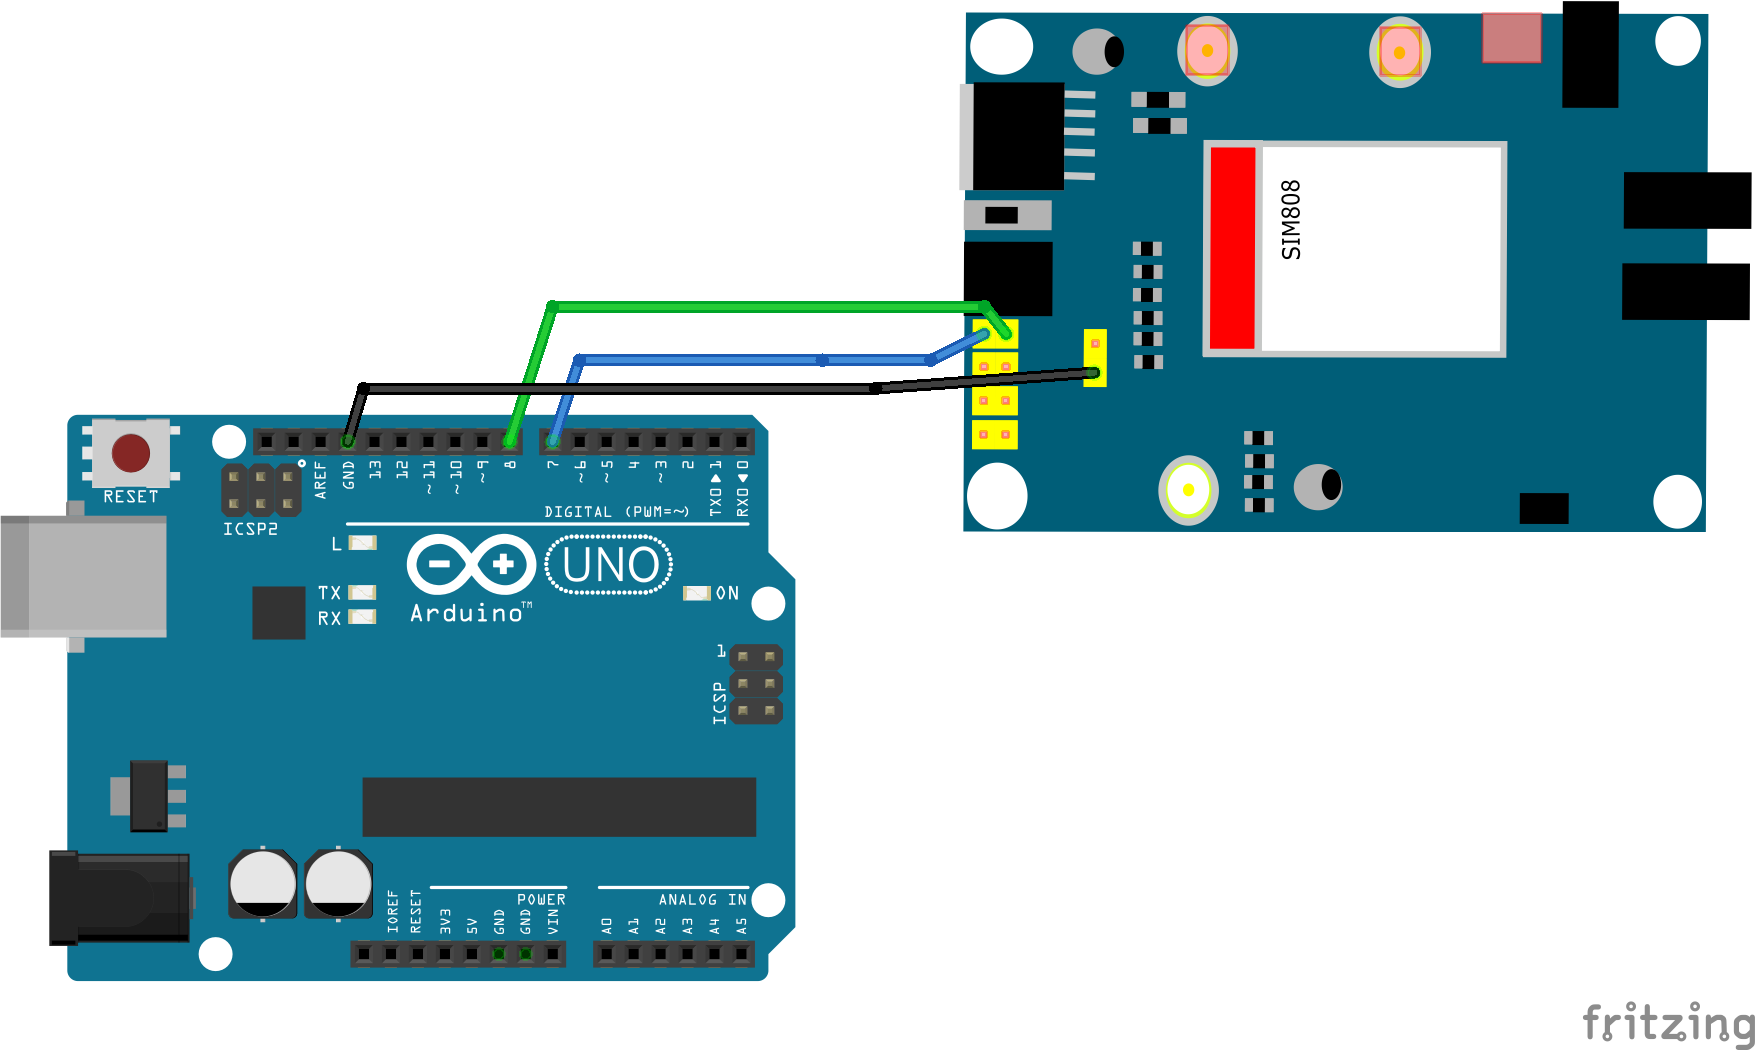 SIM808
RESET
ICSP2
AREF
GND
13
12
~11
~10
~9
8
7
~6
~5
4
~3
2
TX0▶1
RX0◀0
DIGITAL (PWM=~)
L
TX
RX
UNO
Arduino™
ON
1
ICSP
POWER
ANALOG IN
IOREF
RESET
3V3
5V
GND
GND
VIN
A0
A1
A2
A3
A4
A5
fritzing